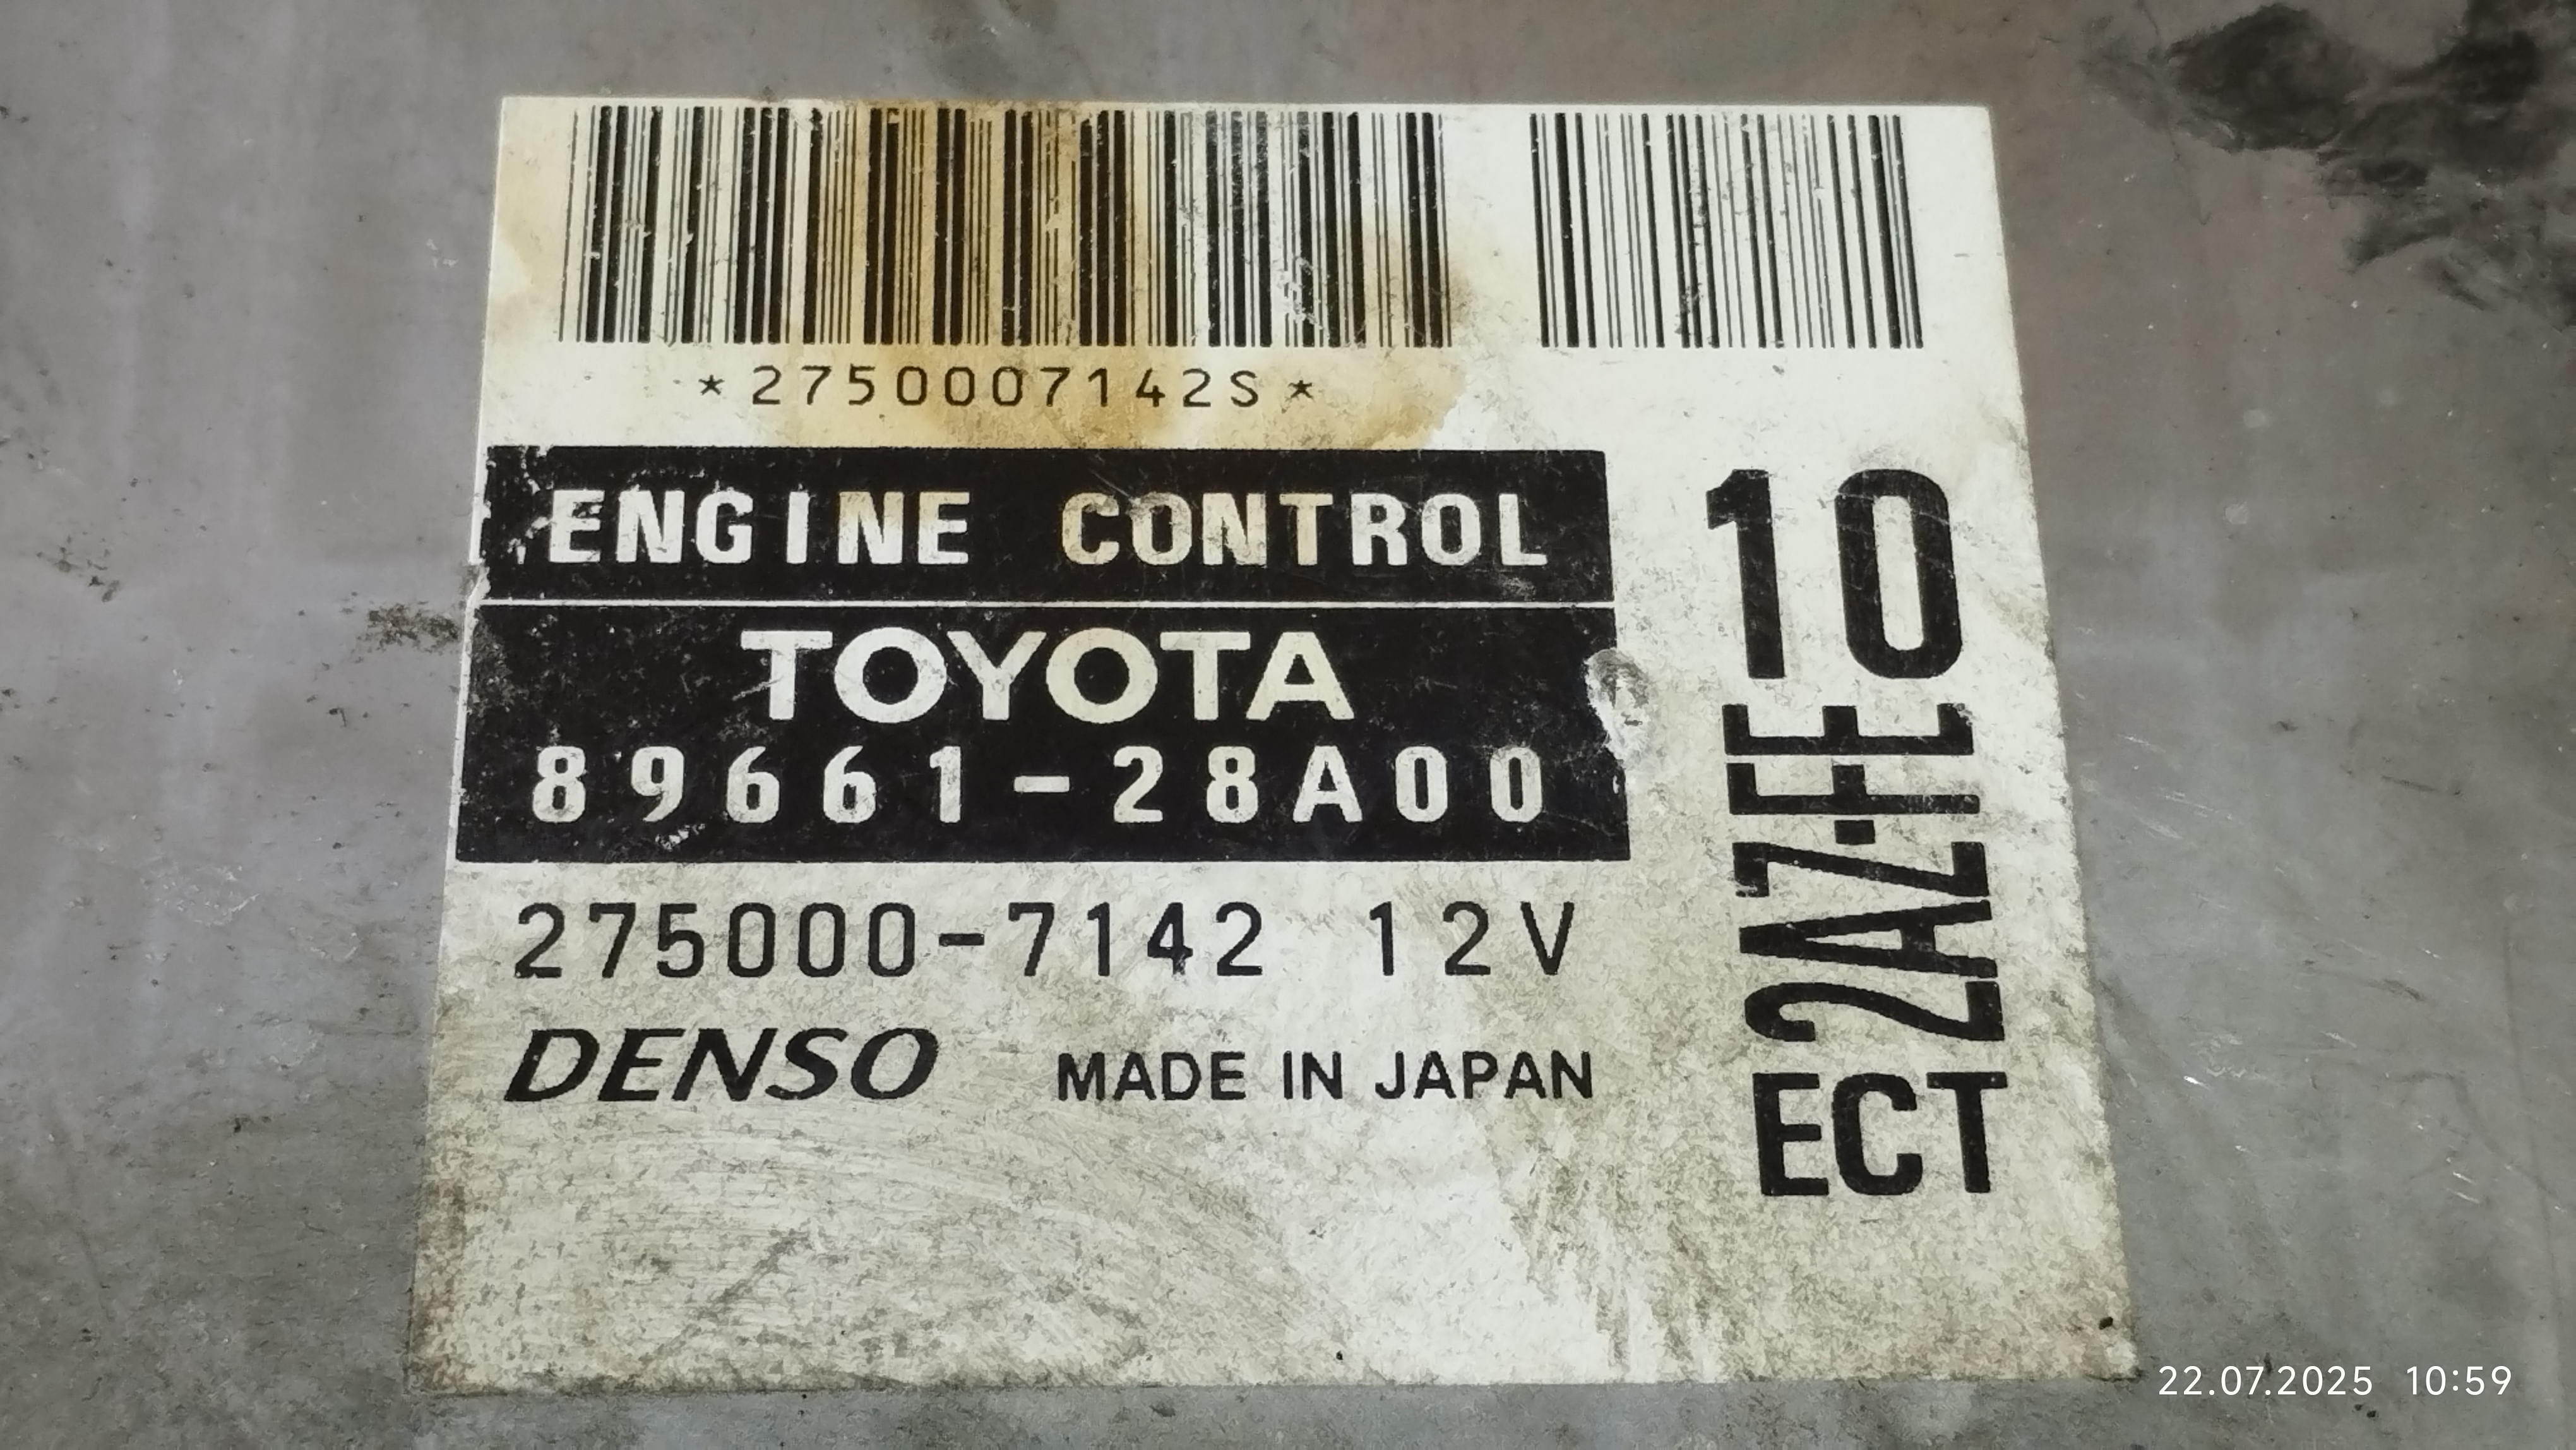 *2750007142S*
ENGINE CONTROL
TOYOTA
89661-28A00
275000-7142 12V
DENSO MADE IN JAPAN
10
2AZ-FE
ECT
22.07.2025 10:59